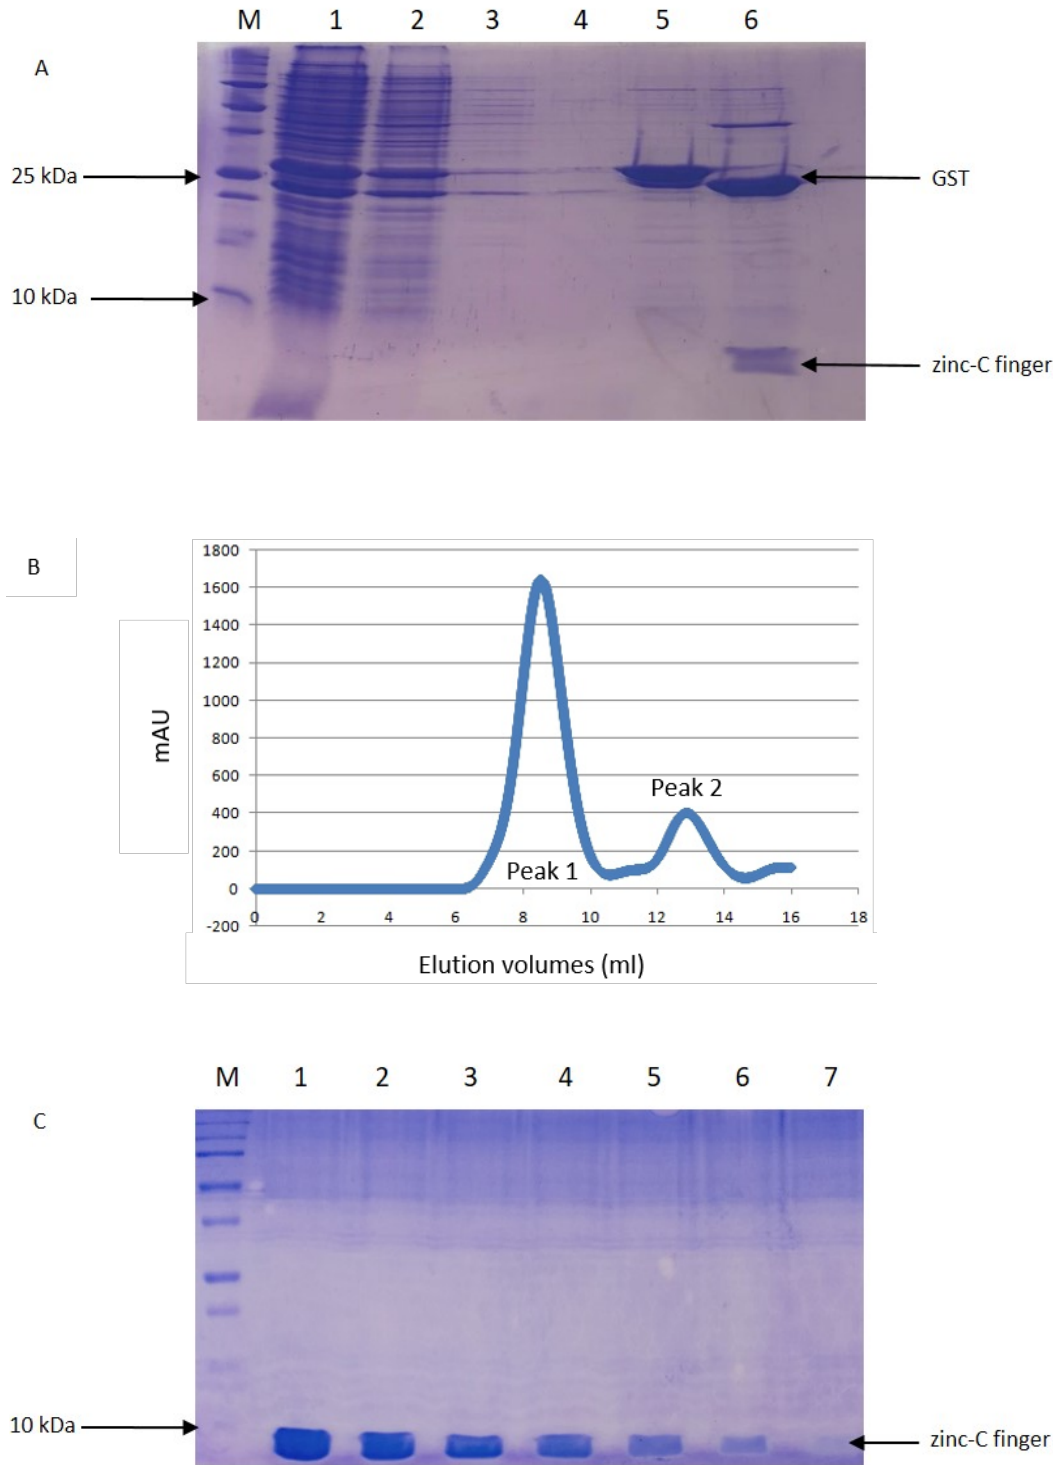 M 1 2 3 4 5 6
A
25 kDa
GST
10 kDa
zinc-C finger
B
1800
1600
1400
1200
1000
800
600
400
200
0
-200
mAU
Peak 1
Peak 2
0 2 4 6 8 10 12 14 16 18
Elution volumes (ml)
M 1 2 3 4 5 6 7
C
10 kDa
zinc-C finger